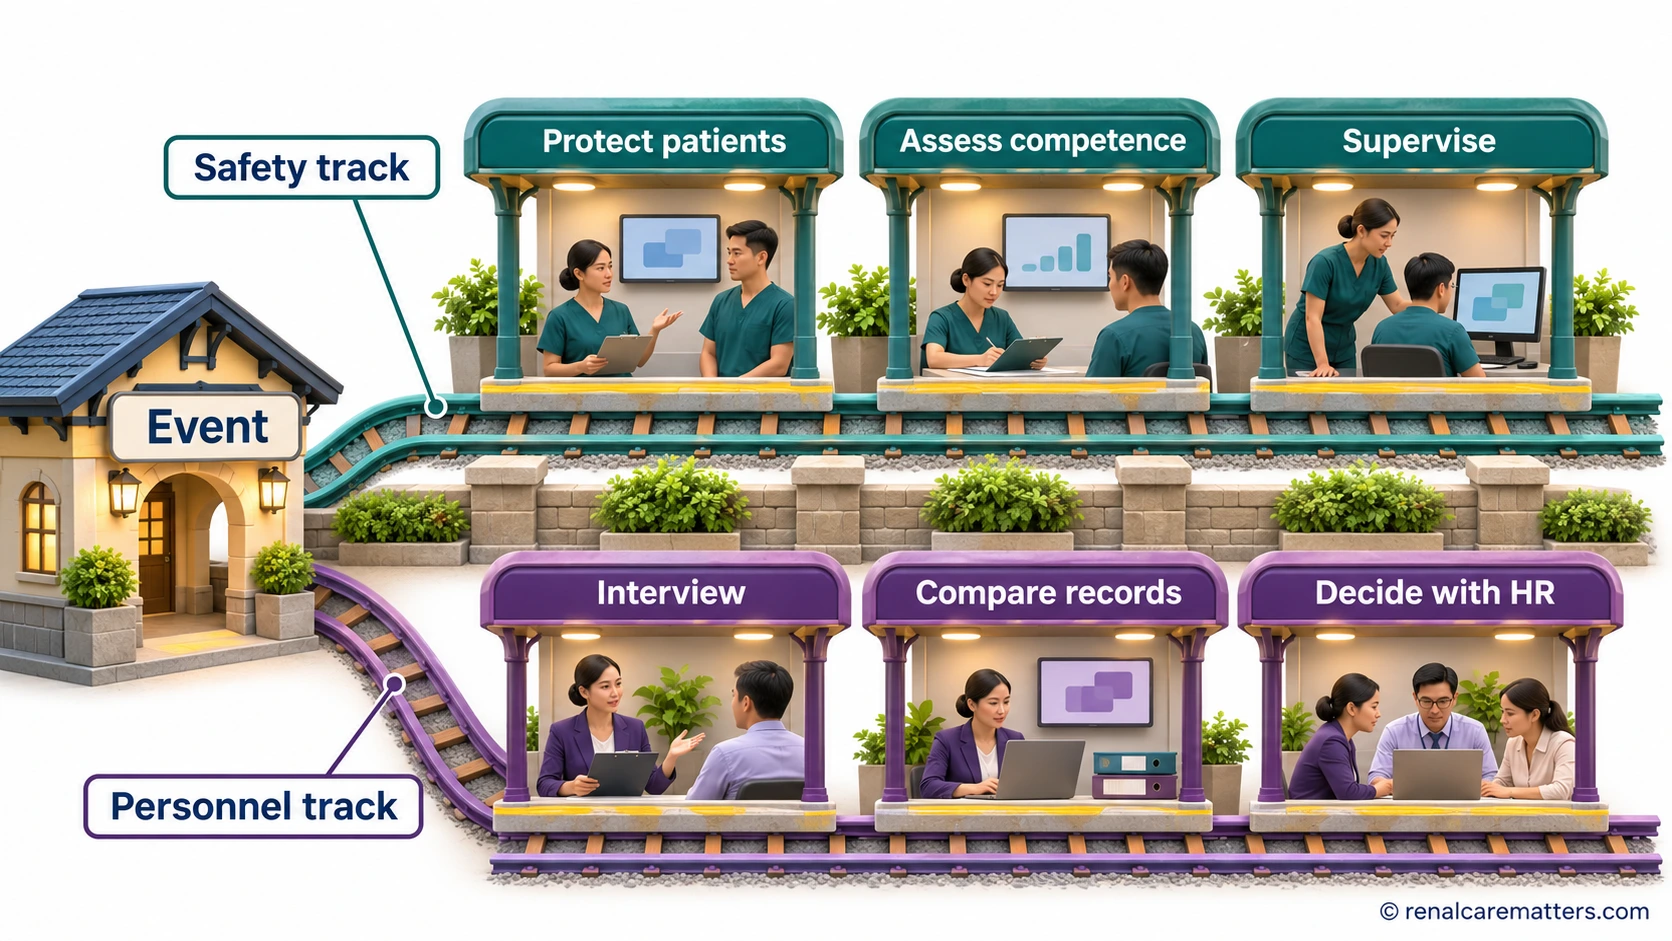 Safety track
Protect patients
Assess competence
Supervise
Event
Personnel track
Interview
Compare records
Decide with HR
© renalcarematters.com